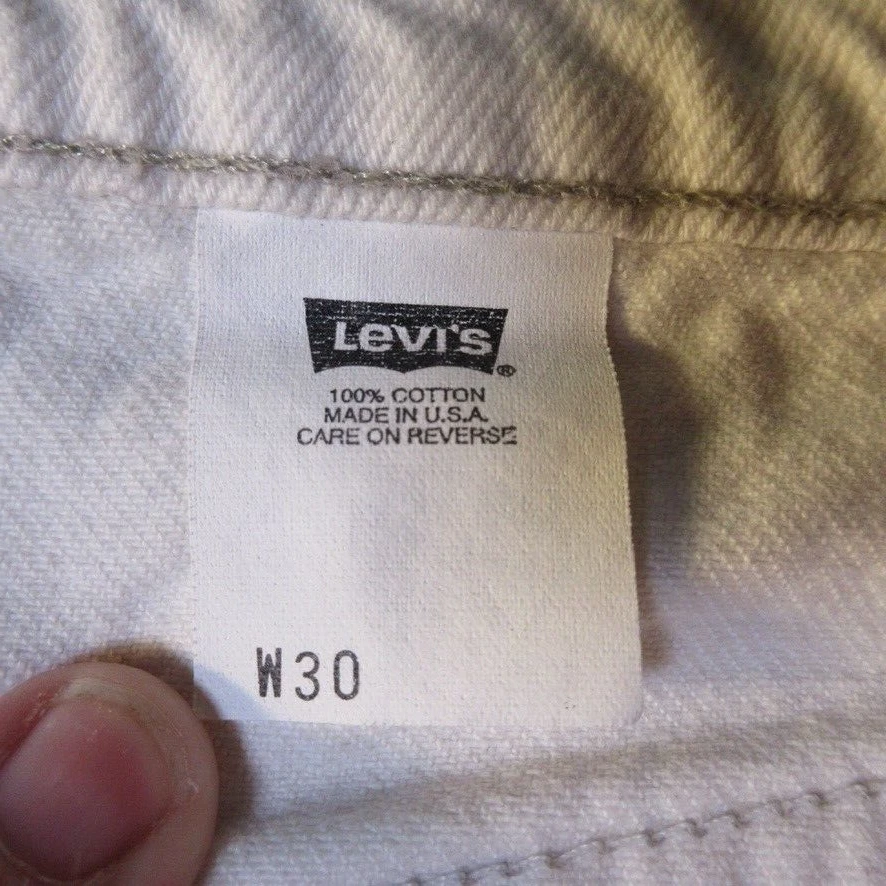 Levi's®
100% COTTON
MADE IN U.S.A.
CARE ON REVERSE
W30